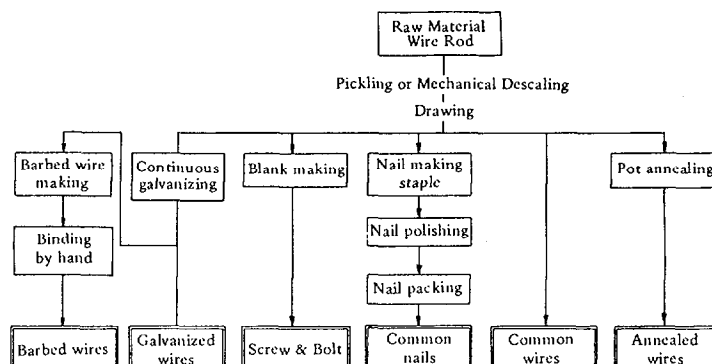 Raw Material
Wire Rod
Pickling or Mechanical Descaling
Drawing
Barbed wire
making
Continuous
galvanizing
Blank making
Nail making
staple
Pot annealing
Binding
by hand
Nail polishing
Nail packing
Barbed wires
Galvanized
wires
Screw & Bolt
Common
nails
Common
wires
Annealed
wires